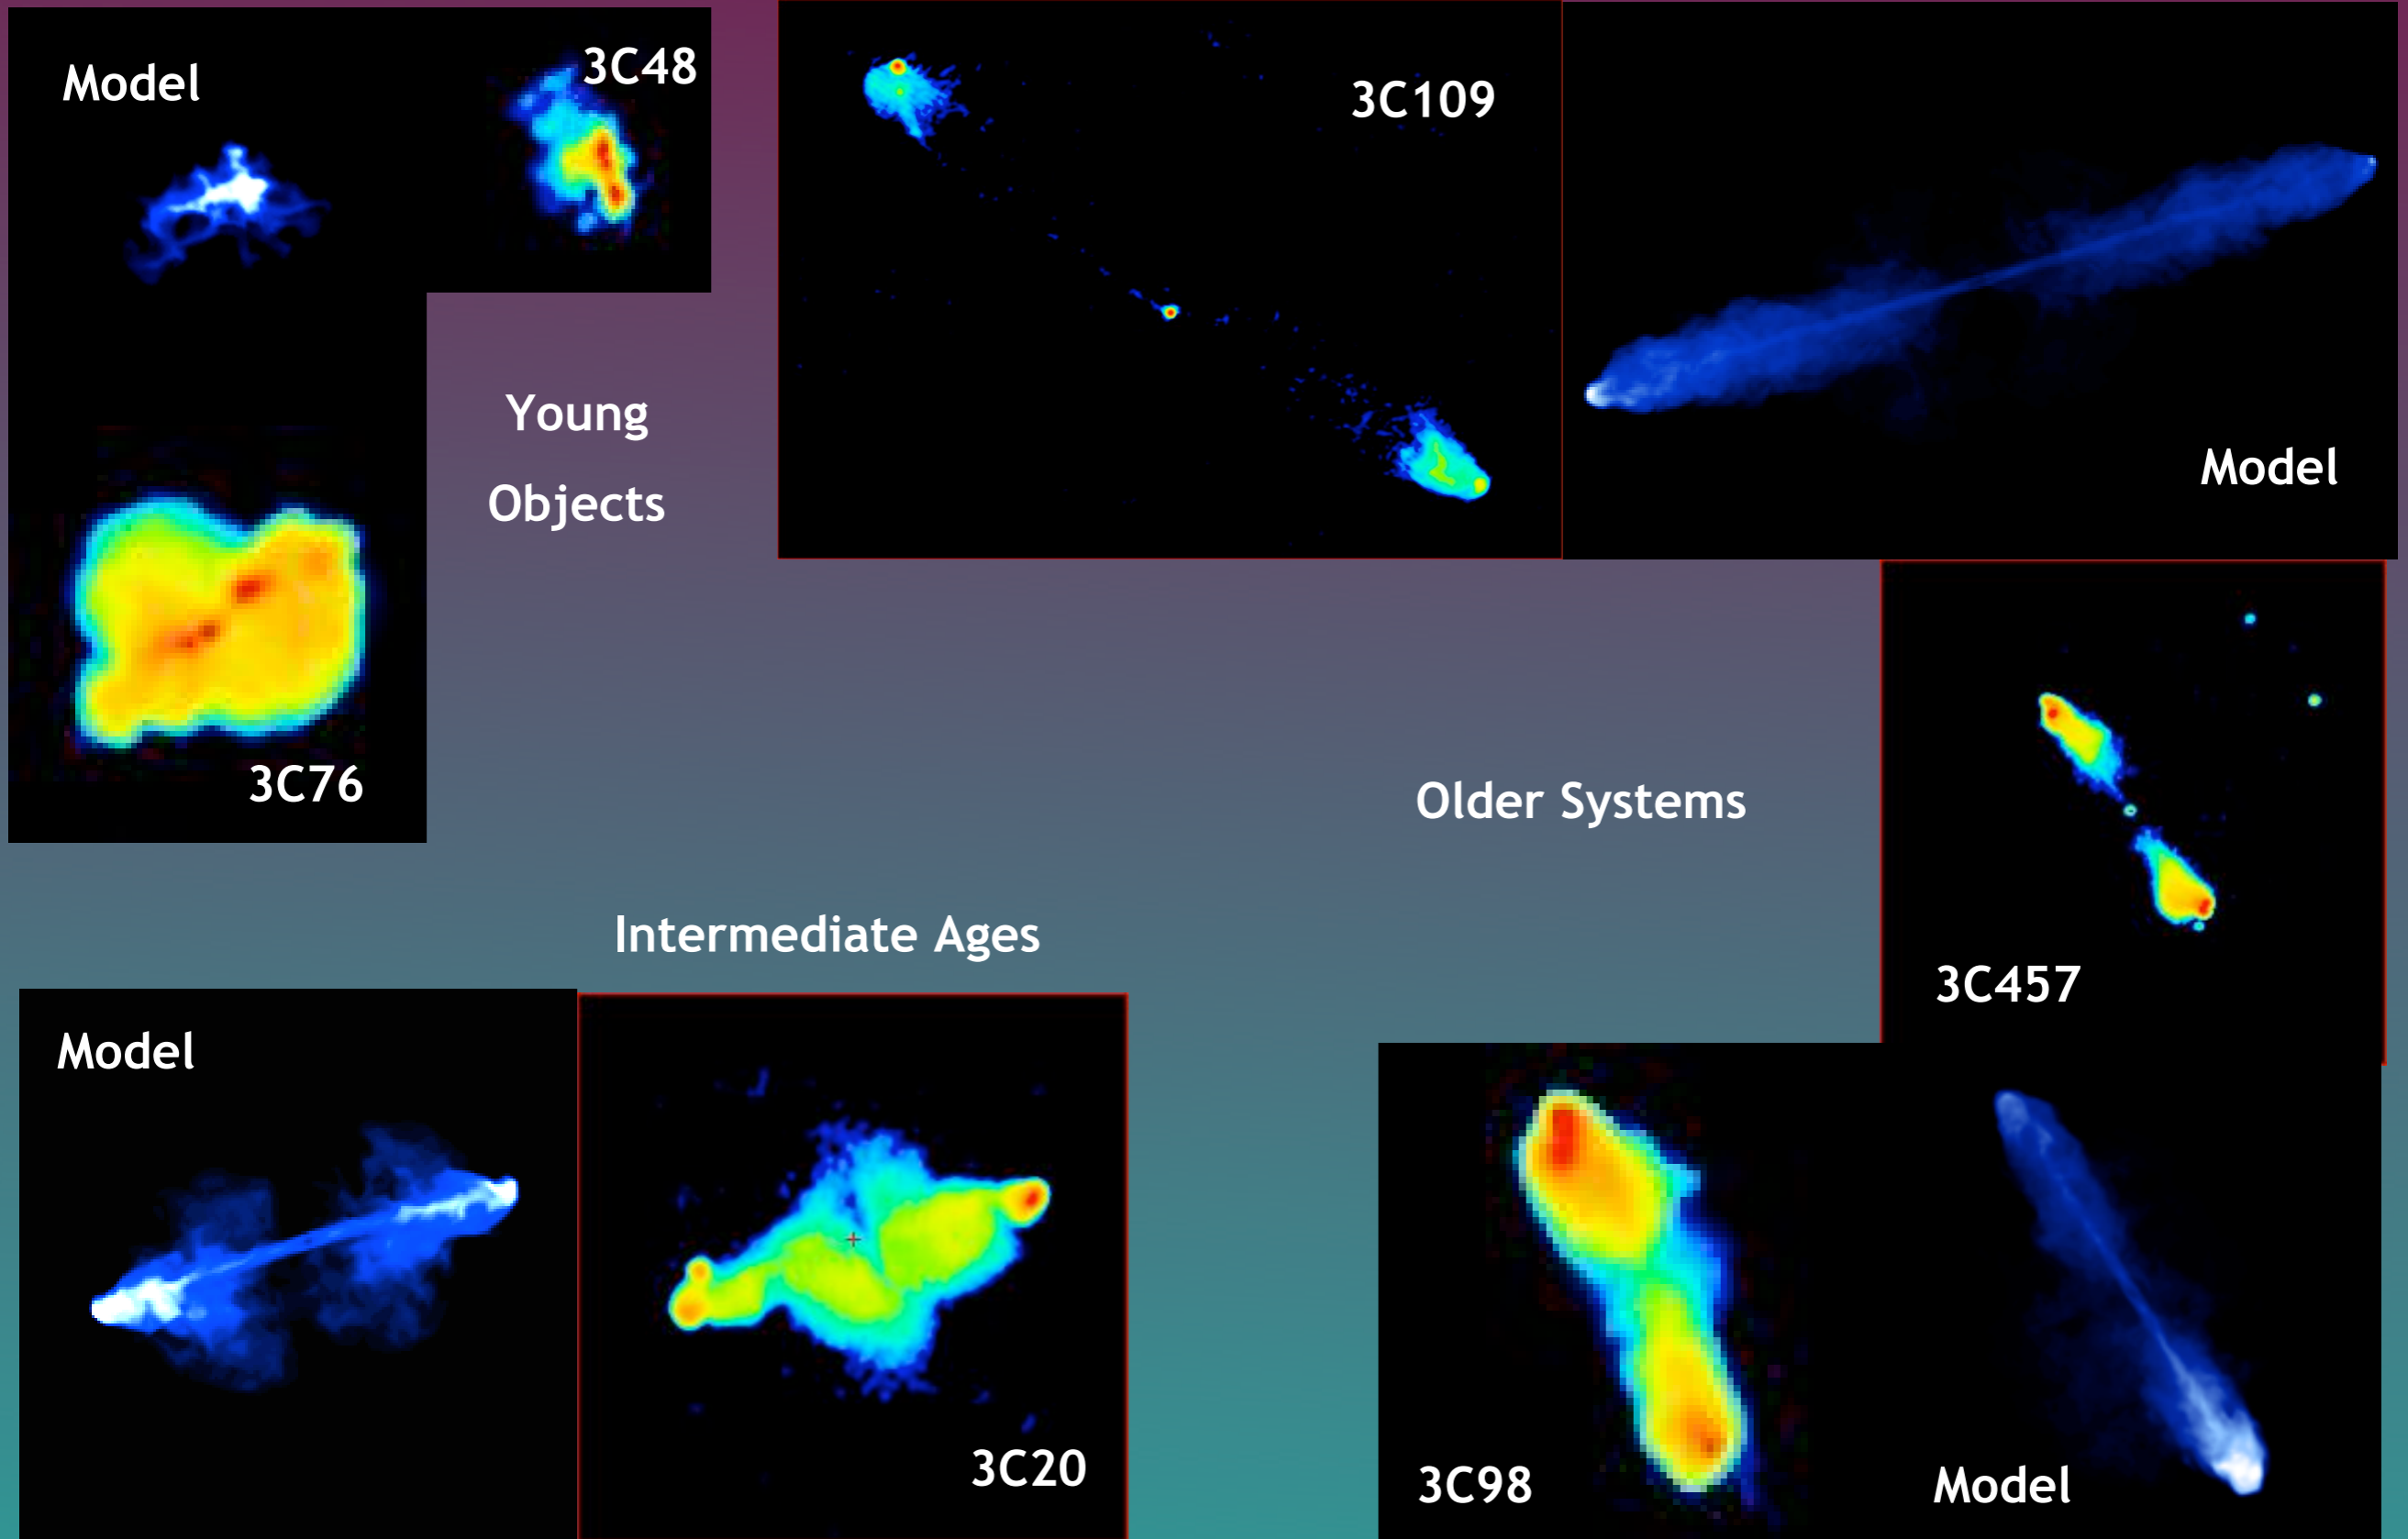 Model
3C48
3C109
Model
Young
Objects
3C76
Older Systems
Intermediate Ages
3C457
Model
3C20
3C98
Model